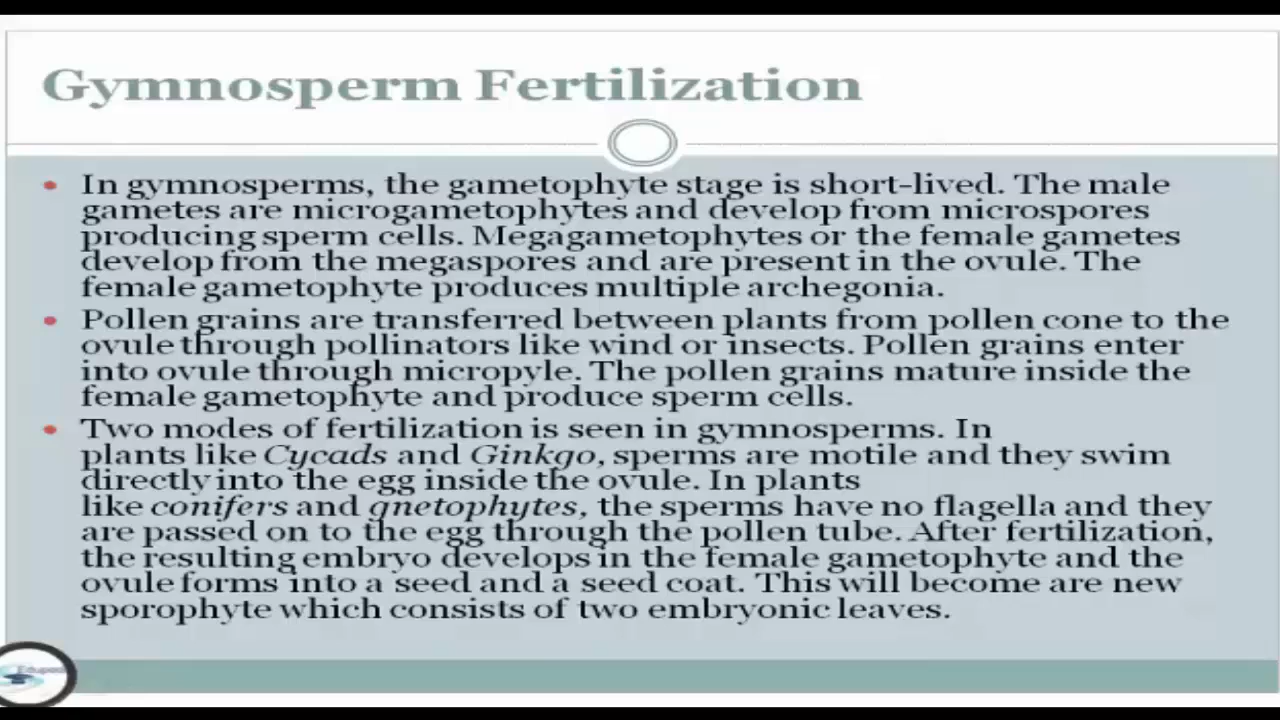 Gymnosperm Fertilization
In gymnosperms, the gametophyte stage is short-lived. The male
gametes are microgametophytes and develop from microspores
producing sperm cells. Megagametophytes or the female gametes
develop from the megaspores and are present in the ovule. The
female gametophyte produces multiple archegonia.
Pollen grains are transferred between plants from pollen cone to the
ovule through pollinators like wind or insects. Pollen grains enter
into ovule through micropyle. The pollen grains mature inside the
female gametophyte and produce sperm cells.
Two modes of fertilization is seen in gymnosperms. In
plants like Cycads and Ginkgo, sperms are motile and they swim
directly into the egg inside the ovule. In plants
like conifers and gnetophytes, the sperms have no flagella and they
are passed on to the egg through the pollen tube. After fertilization,
the resulting embryo develops in the female gametophyte and the
ovule forms into a seed and a seed coat. This will become are new
sporophyte which consists of two embryonic leaves.